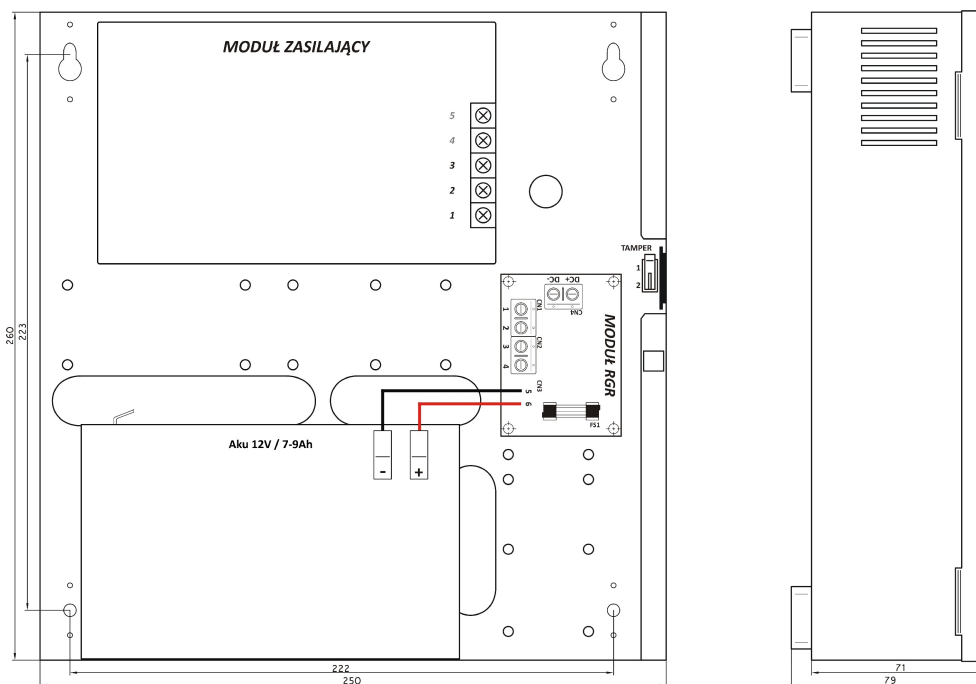 MODUŁ ZASILAJĄCY
5
4
3
2
1
TAMPER
1
2
DC- DC+
CN4
CN1
1
2
CN2
3
4
CN3
5
6
MODUŁ RGR
FS1
Aku 12V / 7-9Ah
- +
260
223
222
250
71
79